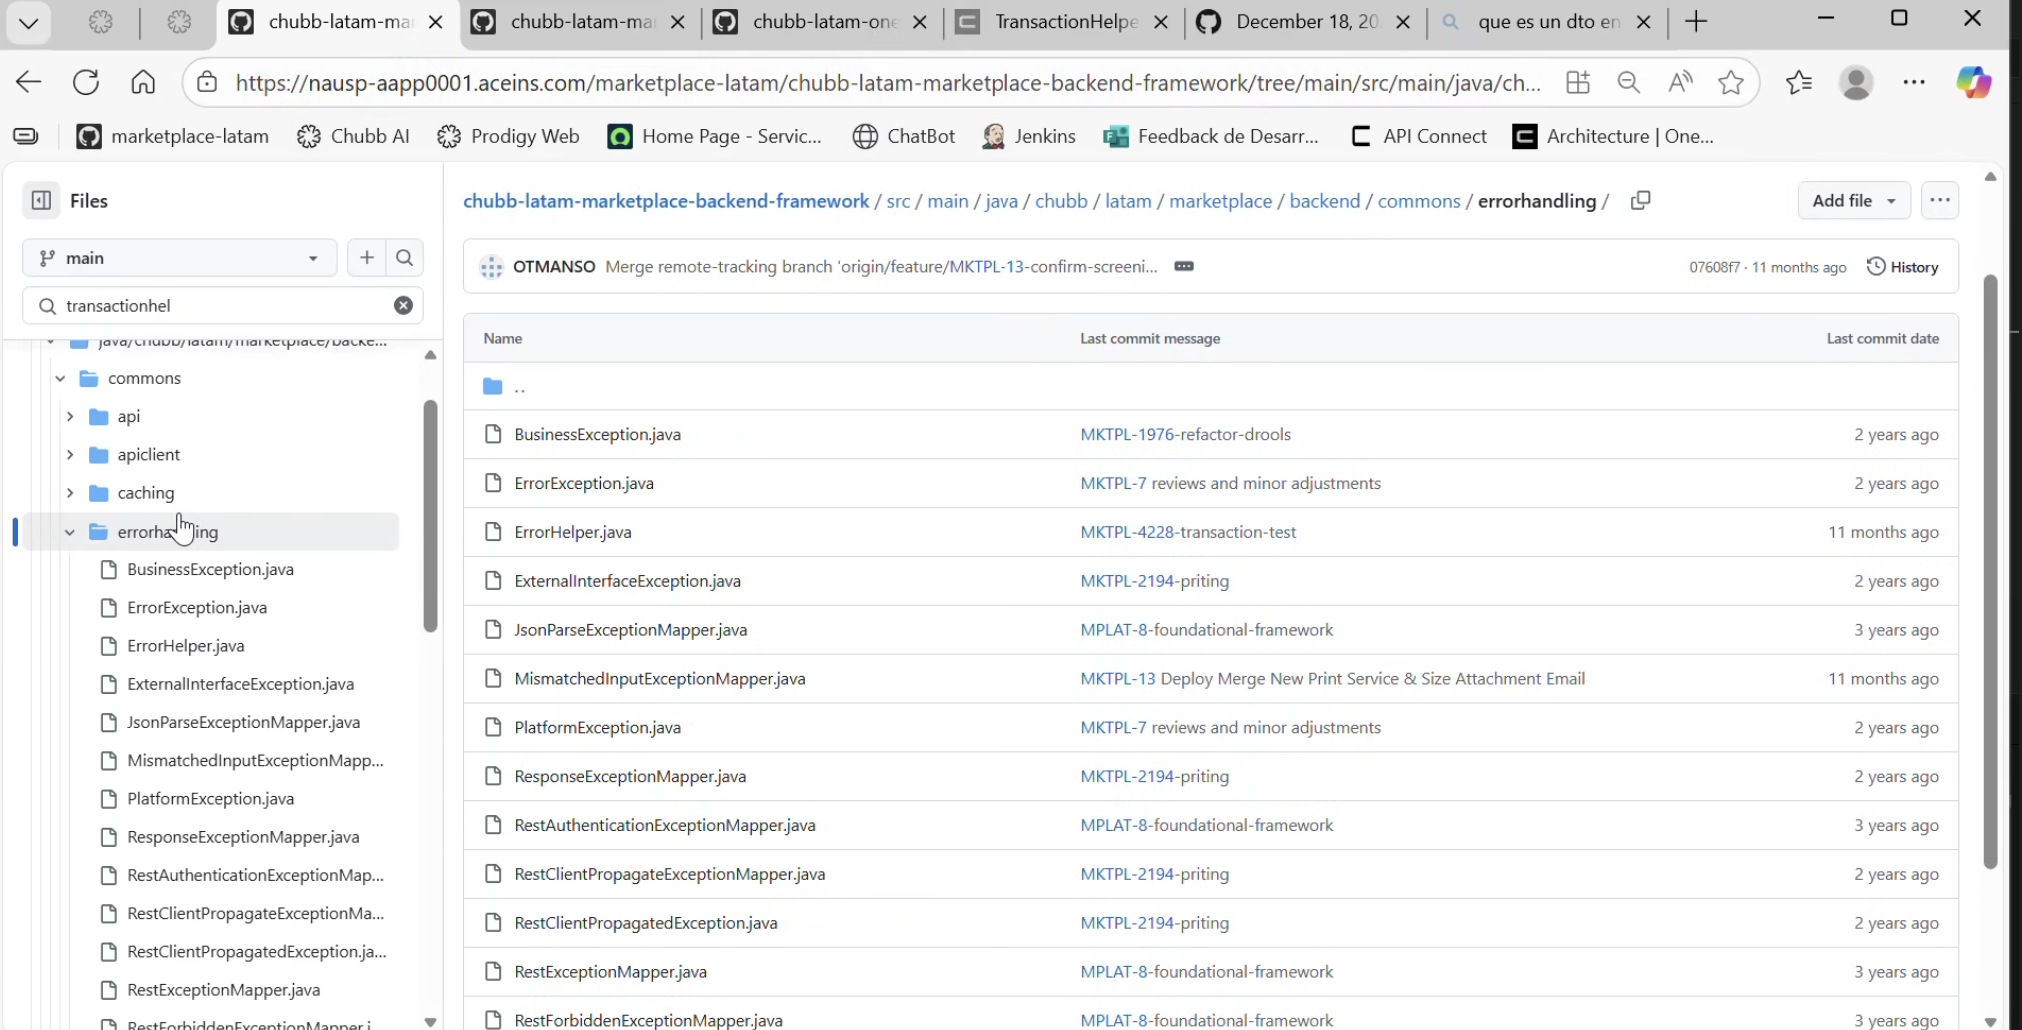 chubb-latam-mar
chubb-latam-mar
chubb-latam-one
TransactionHelpe
December 18, 20
que es un dto en
https://nausp-aapp0001.aceins.com/marketplace-latam/chubb-latam-marketplace-backend-framework/tree/main/src/main/java/ch...
marketplace-latam
Chubb AI
Prodigy Web
Home Page - Servic...
ChatBot
Jenkins
Feedback de Desarr...
API Connect
Architecture | One...
Files
main
transactionhel
java/chubb/latam/marketplace/backe...
commons
api
apiclient
caching
errorhandling
BusinessException.java
ErrorException.java
ErrorHelper.java
ExternalInterfaceException.java
JsonParseExceptionMapper.java
MismatchedInputExceptionMapp...
PlatformException.java
ResponseExceptionMapper.java
RestAuthenticationExceptionMap...
RestClientPropagateExceptionMa...
RestClientPropagatedException.ja...
RestExceptionMapper.java
RestForbiddenExceptionMapper.j
chubb-latam-marketplace-backend-framework / src / main / java / chubb / latam / marketplace / backend / commons / errorhandling /
Add file
OTMANSO Merge remote-tracking branch 'origin/feature/MKTPL-13-confirm-screeni...
07608f7 · 11 months ago
History
Name Last commit message Last commit date
..
BusinessException.java MKTPL-1976-refactor-drools 2 years ago
ErrorException.java MKTPL-7 reviews and minor adjustments 2 years ago
ErrorHelper.java MKTPL-4228-transaction-test 11 months ago
ExternalInterfaceException.java MKTPL-2194-priting 2 years ago
JsonParseExceptionMapper.java MPLAT-8-foundational-framework 3 years ago
MismatchedInputExceptionMapper.java MKTPL-13 Deploy Merge New Print Service & Size Attachment Email 11 months ago
PlatformException.java MKTPL-7 reviews and minor adjustments 2 years ago
ResponseExceptionMapper.java MKTPL-2194-priting 2 years ago
RestAuthenticationExceptionMapper.java MPLAT-8-foundational-framework 3 years ago
RestClientPropagateExceptionMapper.java MKTPL-2194-priting 2 years ago
RestClientPropagatedException.java MKTPL-2194-priting 2 years ago
RestExceptionMapper.java MPLAT-8-foundational-framework 3 years ago
RestForbiddenExceptionMapper.java MPLAT-8-foundational-framework 3 years ago